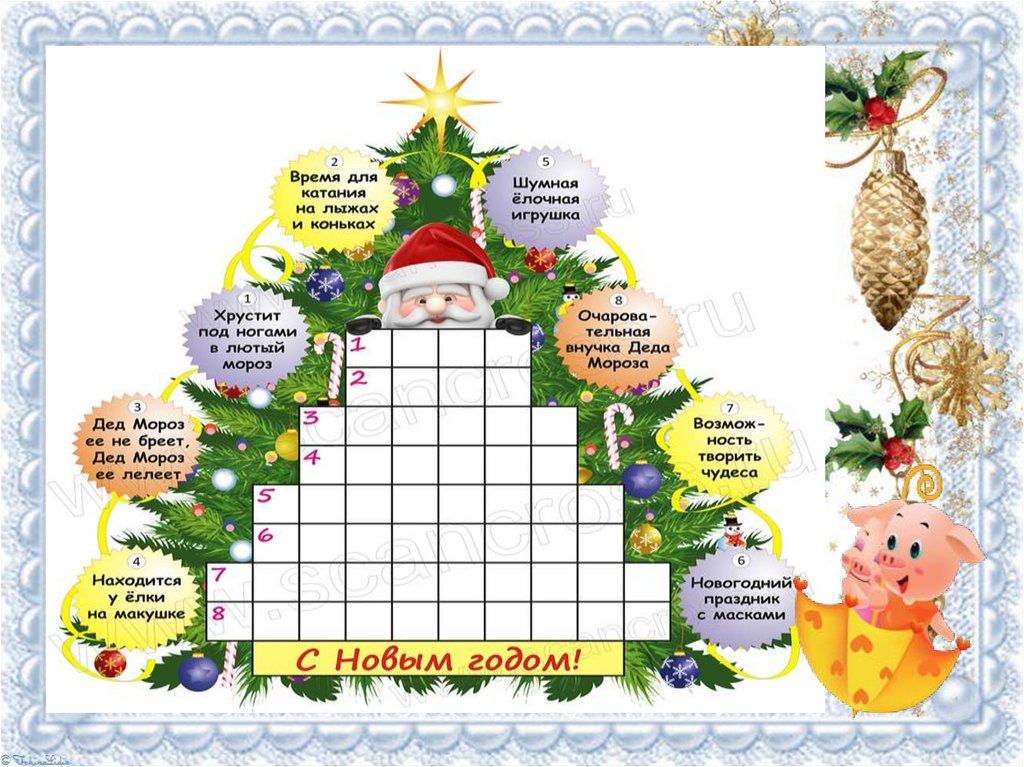 2
Время для
катания
на лыжах
и коньках
5
Шумная
ёлочная
игрушка
1
Хрустит
под ногами
в лютый
мороз
8
Очарова-
тельная
внучка Деда
Мороза
3
Дед Мороз
ее не бреет,
Дед Мороз
ее лелеет
7
Возмож-
ность
творить
чудеса
4
Находится
у ёлки
на макушке
6
Новогодний
праздник
с масками
1
2
3
4
5
6
7
8
С Новым годом!
www.scancross.ru